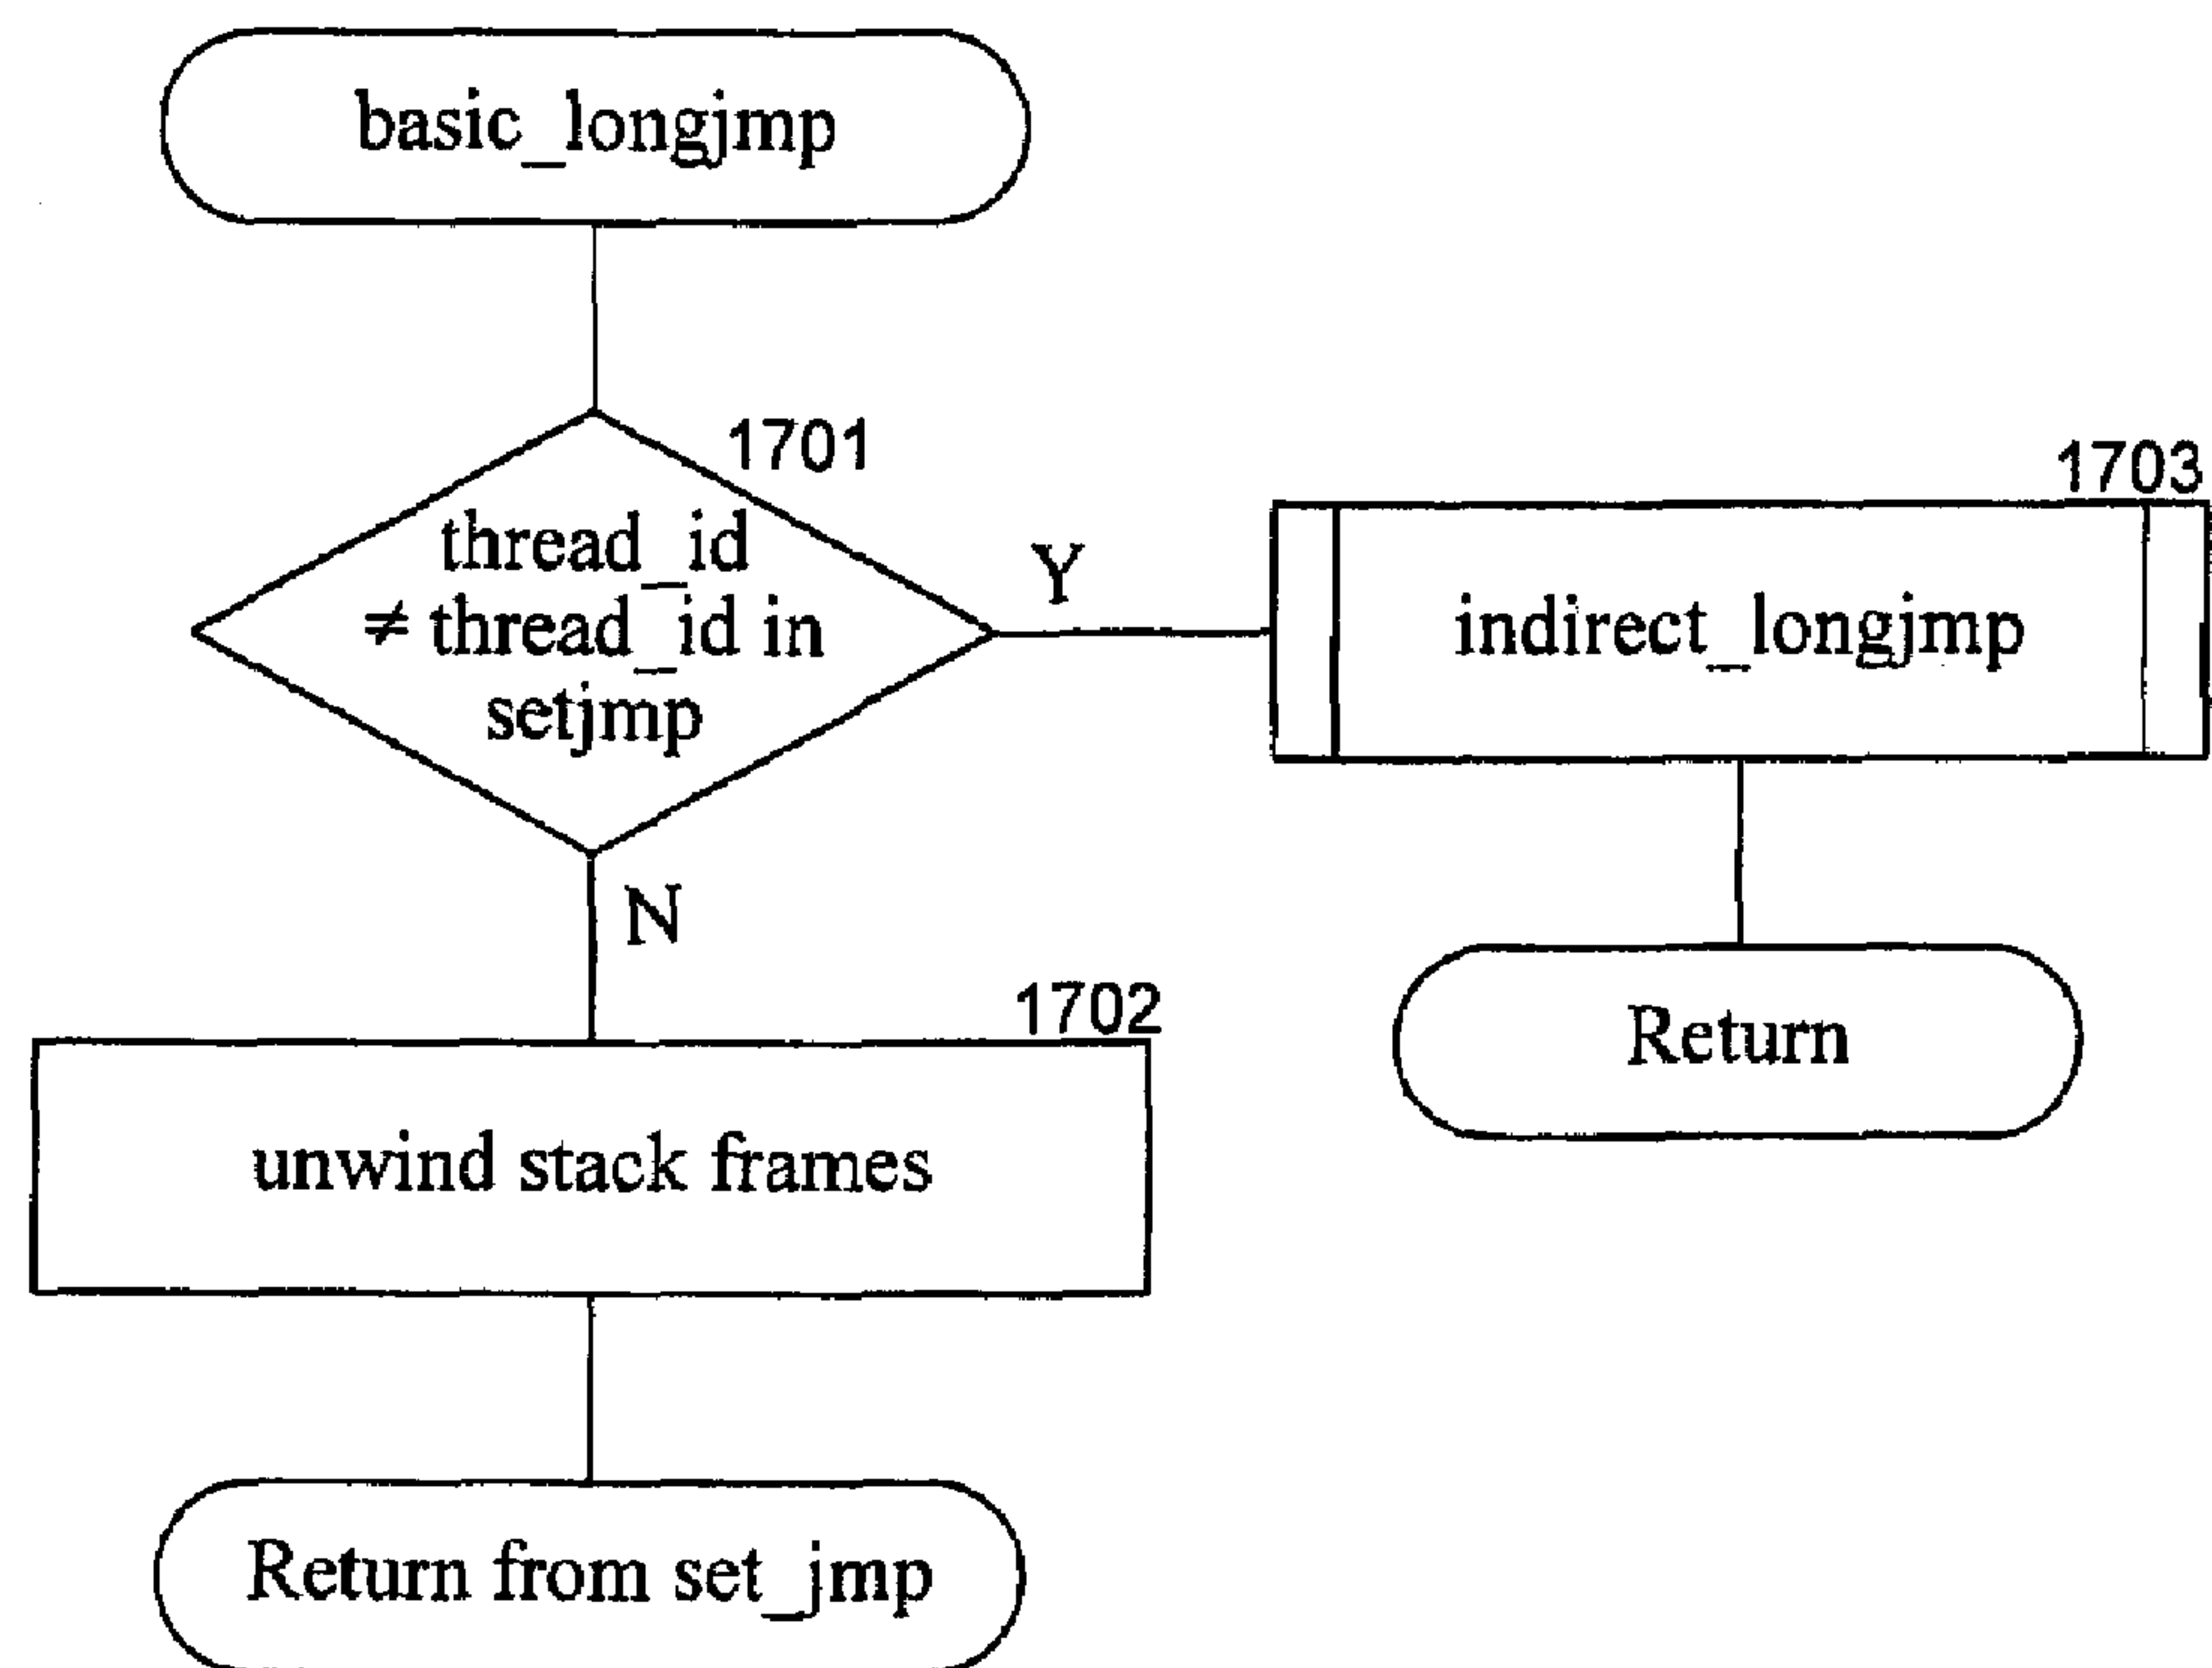 basic_longjmp
1701
thread_id
≠ thread_id in
setjmp
Y
1703
indirect_longjmp
N
Return
1702
unwind stack frames
Return from set_jmp